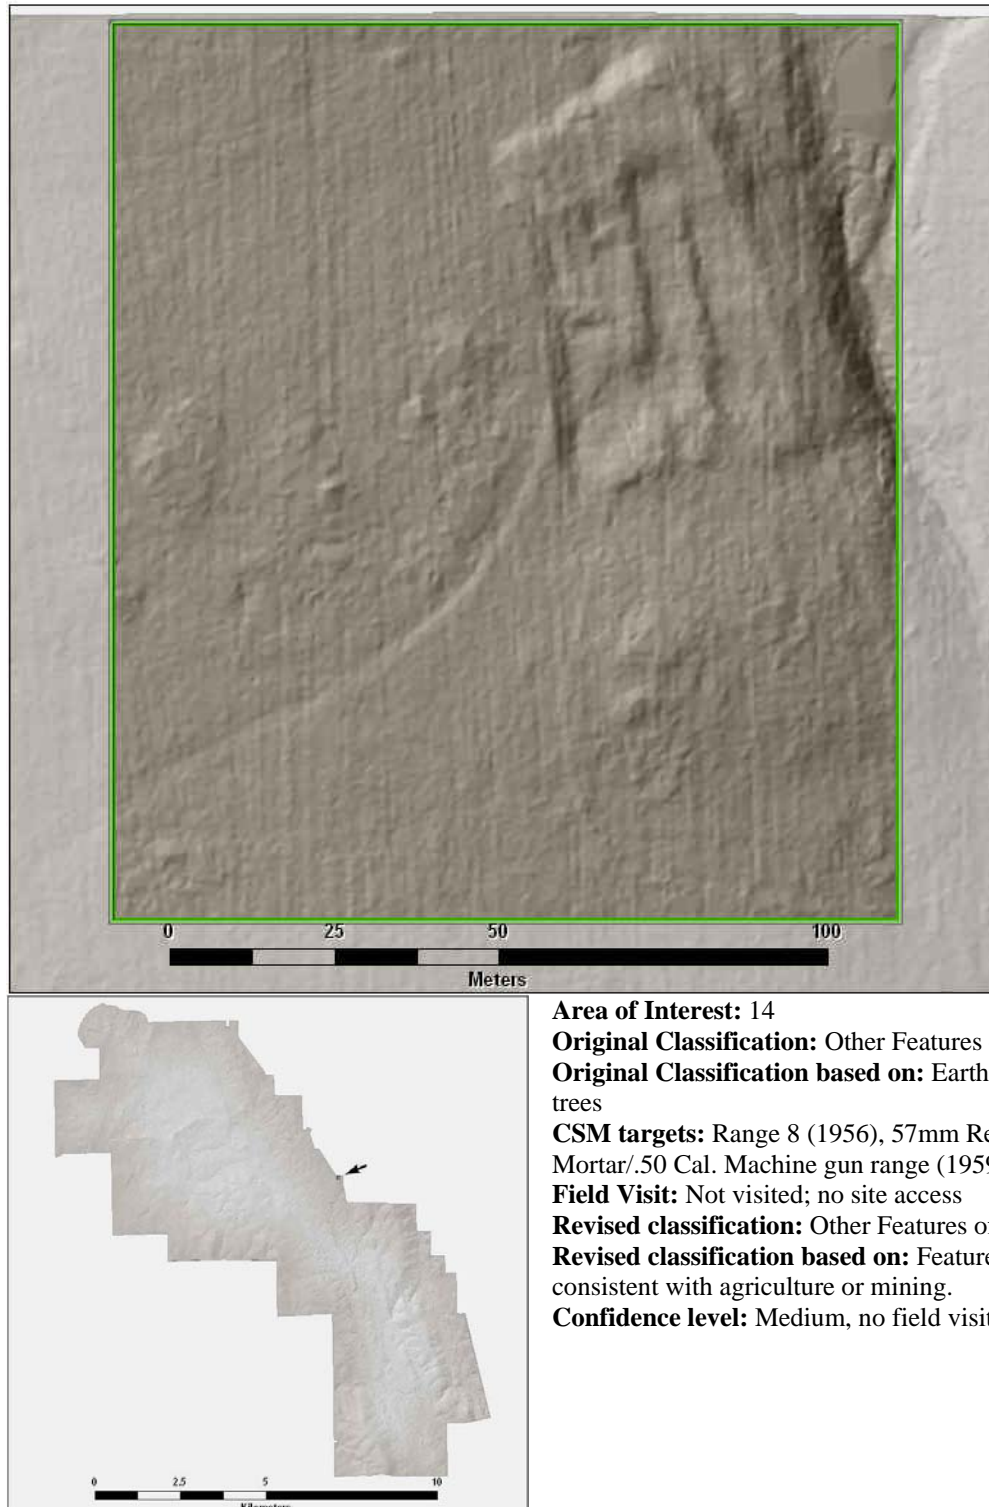 0 25 50 100
Meters
Area of Interest: 14
Original Classification: Other Features
Original Classification based on: Earth
trees
CSM targets: Range 8 (1956), 57mm Re
Mortar/.50 Cal. Machine gun range (1959
Field Visit: Not visited; no site access
Revised classification: Other Features o
Revised classification based on: Feature
consistent with agriculture or mining.
Confidence level: Medium, no field visit
0 2.5 5 10
Kilometers